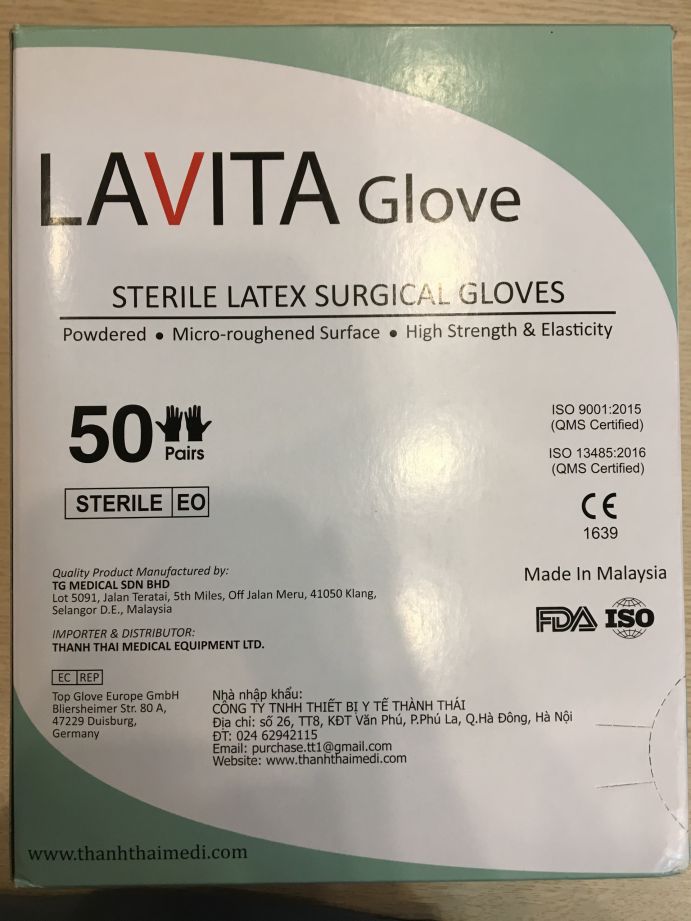 LAVITA Glove
STERILE LATEX SURGICAL GLOVES
Powdered • Micro-roughened Surface • High Strength & Elasticity
50 Pairs
STERILE EO
ISO 9001:2015
(QMS Certified)
ISO 13485:2016
(QMS Certified)
CE
1639
Made In Malaysia
FDA ISO
Quality Product Manufactured by:
TG MEDICAL SDN BHD
Lot 5091, Jalan Teratai, 5th Miles, Off Jalan Meru, 41050 Klang,
Selangor D.E., Malaysia
IMPORTER & DISTRIBUTOR:
THANH THAI MEDICAL EQUIPMENT LTD.
EC REP
Top Glove Europe GmbH
Bliersheimer Str. 80 A,
47229 Duisburg,
Germany
Nhà nhập khẩu:
CÔNG TY TNHH THIẾT BỊ Y TẾ THÀNH THÁI
Địa chỉ: số 26, TT8, KĐT Văn Phú, P.Phú La, Q.Hà Đông, Hà Nội
ĐT: 024 62942115
Email: purchase.tt1@gmail.com
Website: www.thanhthaimedi.com
www.thanhthaimedi.com